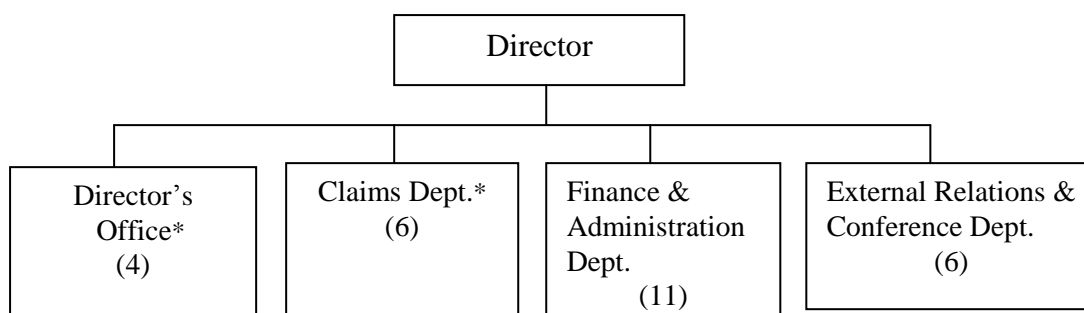 Director
Director's
Office*
(4)
Claims Dept.*
(6)
Finance &
Administration
Dept.
(11)
External Relations &
Conference Dept.
(6)